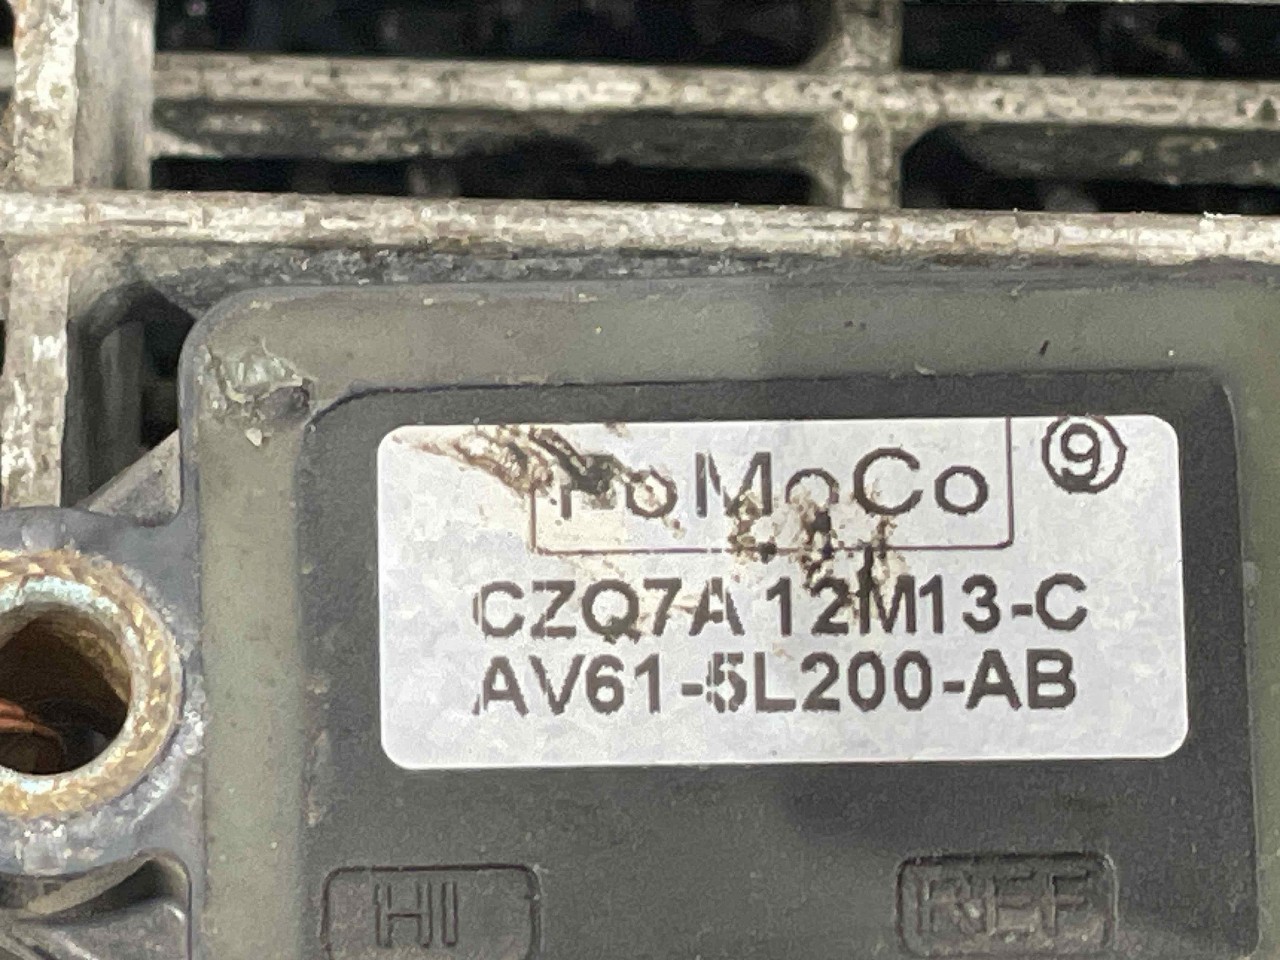 FoMoCo ⑨
CZQ7A 12M13-C
AV61-5L200-AB
HI REF